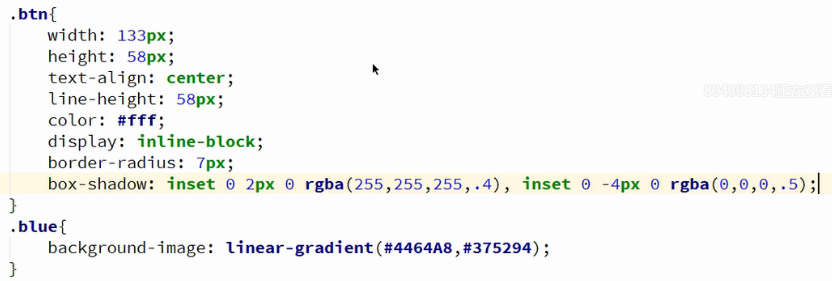 .btn{
width: 133px;
height: 58px;
text-align: center;
line-height: 58px;
color: #fff;
display: inline-block;
border-radius: 7px;
box-shadow: inset 0 2px 0 rgba(255,255,255,.4), inset 0 -4px 0 rgba(0,0,0,.5);
}
.blue{
background-image: linear-gradient(#4464A8,#375294);
}